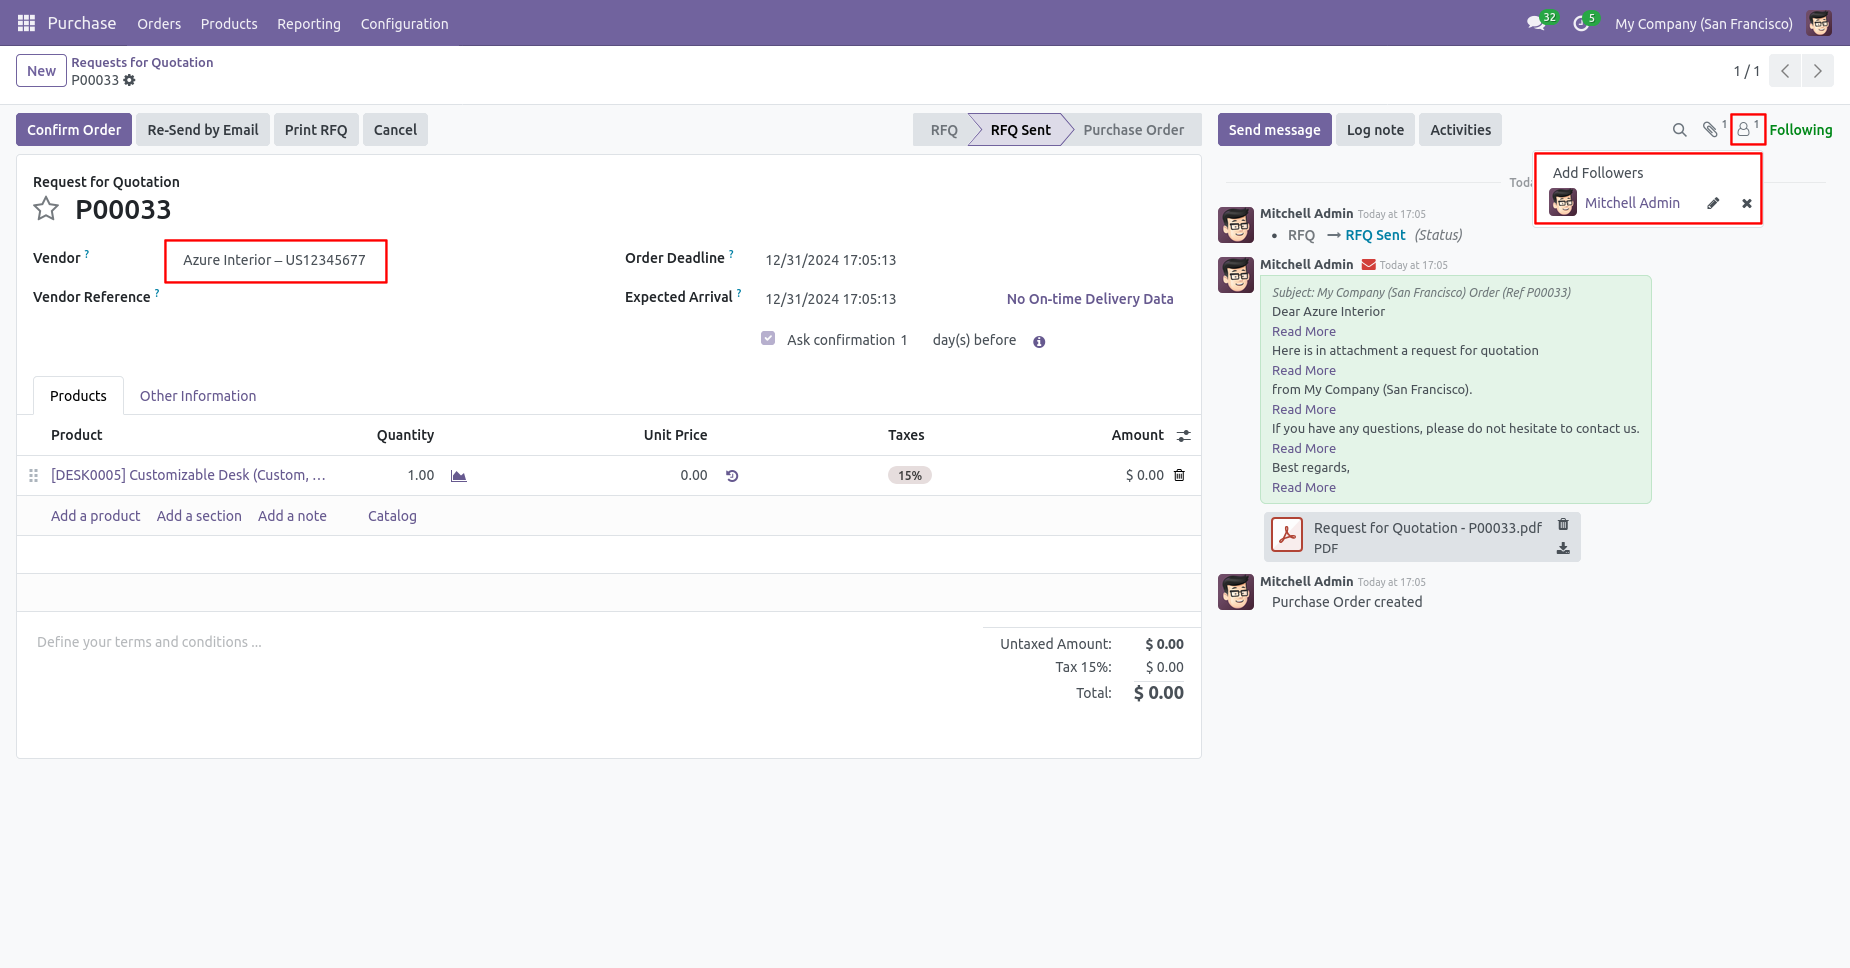 Purchase Orders Products Reporting Configuration 32 5 My Company (San Francisco)
New Requests for Quotation
P00033
1 / 1
Confirm Order Re-Send by Email Print RFQ Cancel RFQ RFQ Sent Purchase Order
Send message Log note Activities 1 1 Following
Request for Quotation
P00033
Vendor ? Azure Interior – US12345677
Vendor Reference ?
Order Deadline ? 12/31/2024 17:05:13
Expected Arrival ? 12/31/2024 17:05:13 No On-time Delivery Data
Ask confirmation 1 day(s) before
Products Other Information
Product Quantity Unit Price Taxes Amount
[DESK0005] Customizable Desk (Custom, ... 1.00 0.00 15% $ 0.00
Add a product Add a section Add a note Catalog
Define your terms and conditions ...
Untaxed Amount: $ 0.00
Tax 15%: $ 0.00
Total: $ 0.00
Add Followers
Mitchell Admin
Mitchell Admin Today at 17:05
• RFQ → RFQ Sent (Status)
Mitchell Admin Today at 17:05
Subject: My Company (San Francisco) Order (Ref P00033)
Dear Azure Interior
Read More
Here is in attachment a request for quotation
Read More
from My Company (San Francisco).
Read More
If you have any questions, please do not hesitate to contact us.
Read More
Best regards,
Read More
Request for Quotation - P00033.pdf
PDF
Mitchell Admin Today at 17:05
Purchase Order created